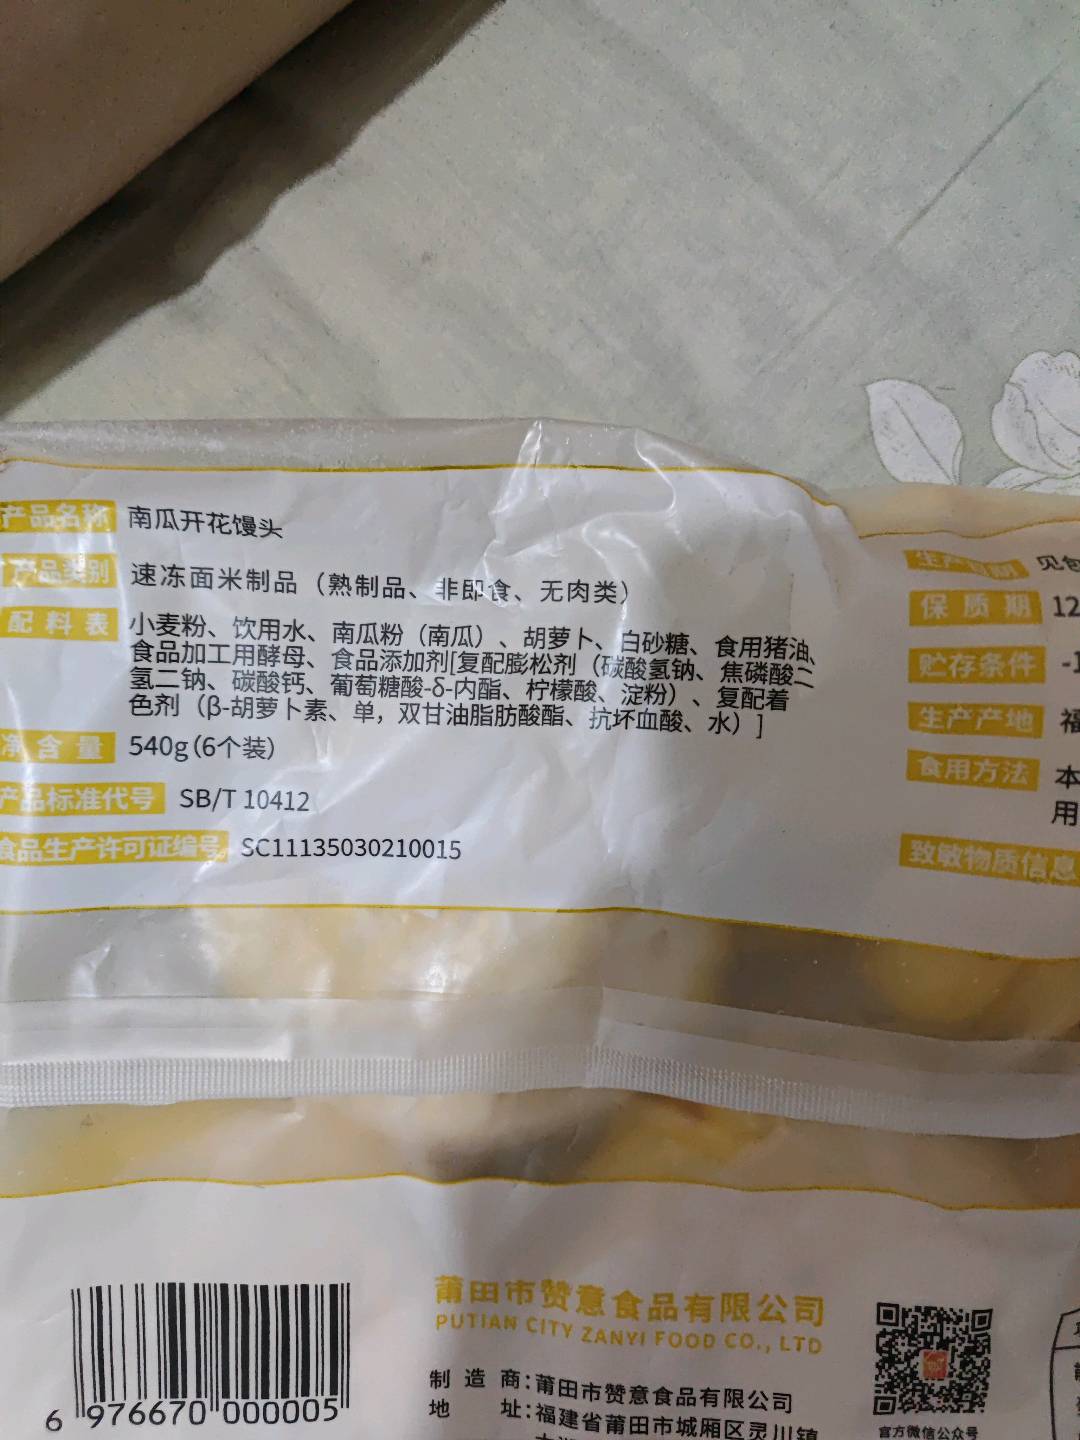 产品名称 南瓜开花馒头
产品类别 速冻面米制品（熟制品、非即食、无肉类）
配料表 小麦粉、饮用水、南瓜粉（南瓜）、胡萝卜、白砂糖、食用猪油、
食品加工用酵母、食品添加剂[复配膨松剂（碳酸氢钠、焦磷酸二
氢二钠、碳酸钙、葡萄糖酸-δ-内酯、柠檬酸、淀粉）、复配着
色剂（β-胡萝卜素、单，双甘油脂肪酸酯、抗坏血酸、水）]
净含量 540g(6个装)
产品标准代号 SB/T 10412
食品生产许可证编号 SC11135030210015
生产日期 见包
保质期 12
贮存条件 -1
生产产地 福
食用方法 本
用
致敏物质信息
6 976670 000005
莆田市赞意食品有限公司
PUTIAN CITY ZANYI FOOD CO., LTD
制造商:莆田市赞意食品有限公司
地址:福建省莆田市城厢区灵川镇
官方微信公众号